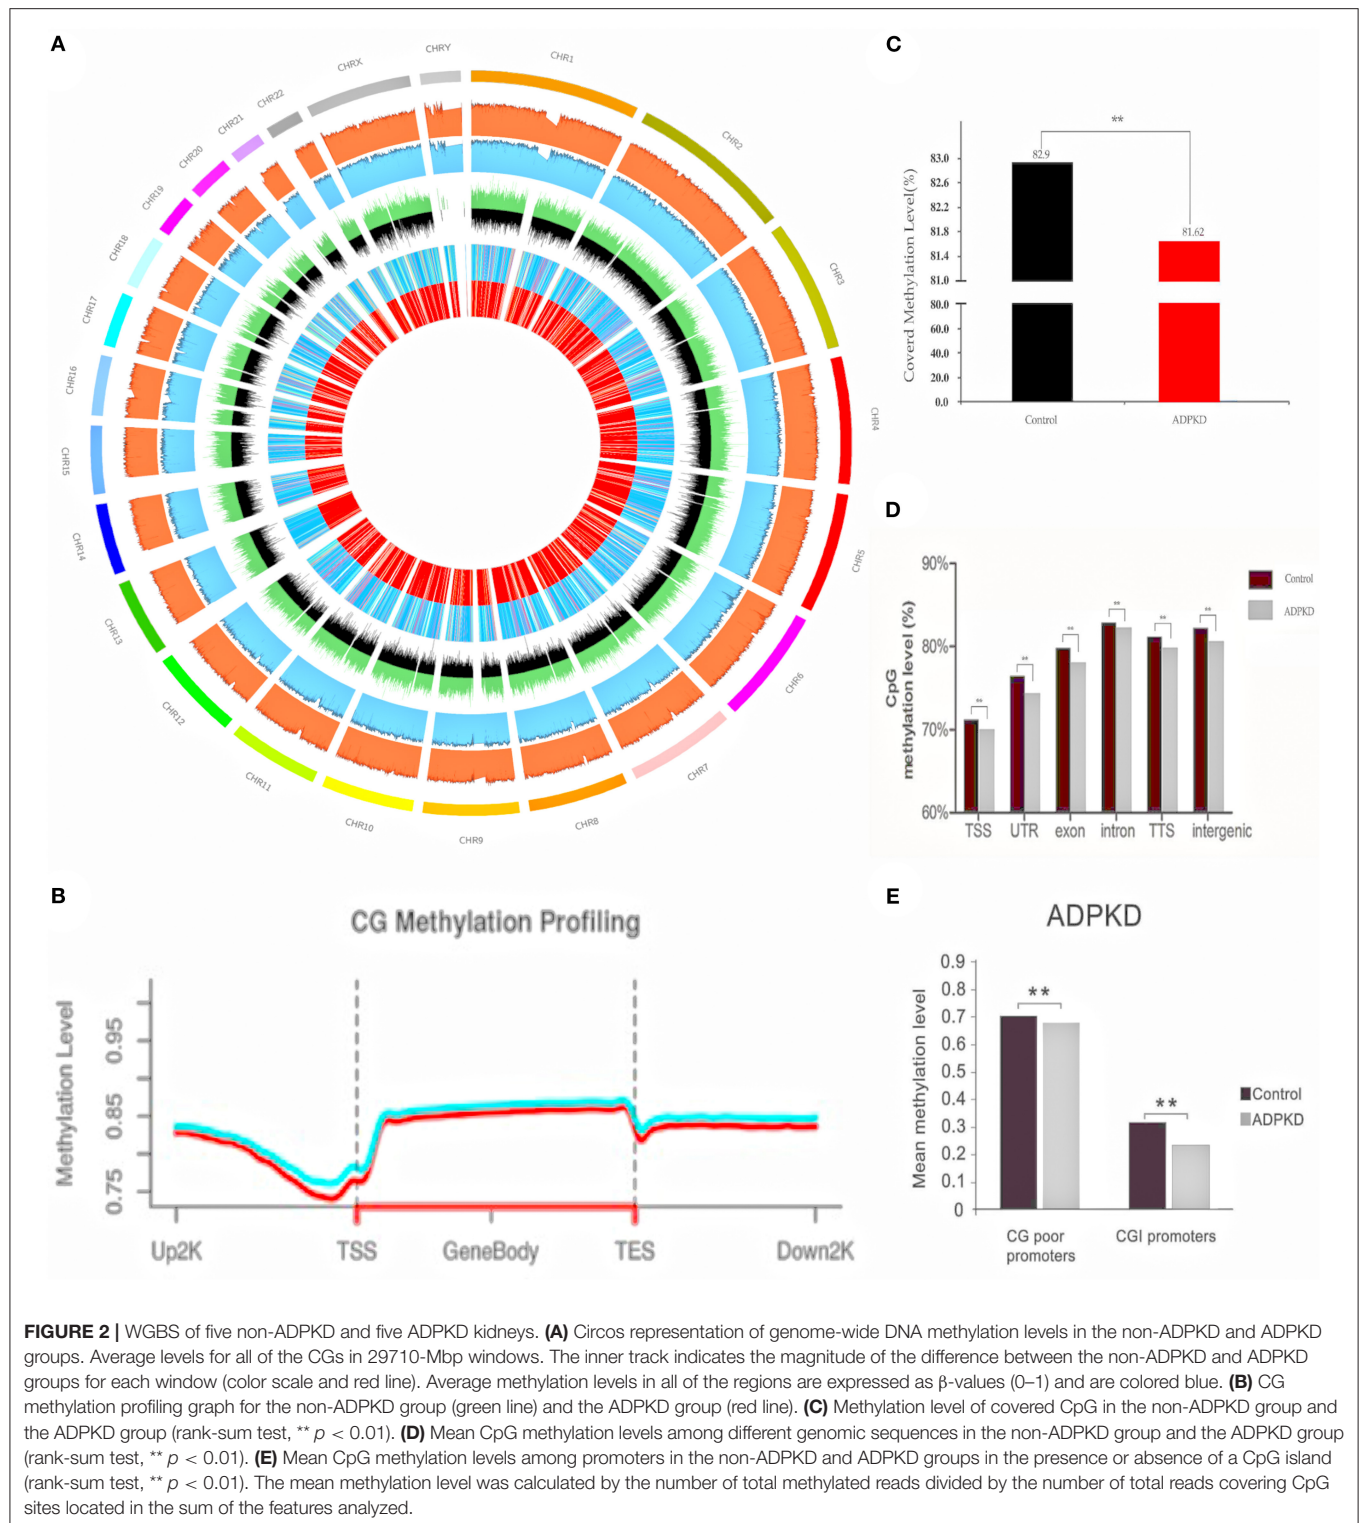 A
CHRY
CHR1
CHR2
CHR3
CHR4
CHR5
CHR6
CHR7
CHR8
CHR9
CHR10
CHR11
CHR12
CHR13
CHR14
CHR15
CHR16
CHR17
CHR18
CHR19
CHR20
CHR21
CHR22
CHRX
C
**
82.9
81.62
83.0
82.6
82.2
81.8
81.4
81.0
80.0
60.0
40.0
20.0
0.0
Coverd Methylation Level(%)
Control
ADPKD
D
90%
80%
70%
60%
CpG
methylation level (%)
Control
ADPKD
**
**
**
**
**
**
TSS UTR exon intron TTS intergenic
B
CG Methylation Profiling
Methylation Level
0.95
0.85
0.75
Up2K TSS GeneBody TES Down2K
E
ADPKD
Mean methylation level
0.9
0.8
0.7
0.6
0.5
0.4
0.3
0.2
0.1
0
**
**
Control
ADPKD
CG poor
promoters
CGI promoters
FIGURE 2 | WGBS of five non-ADPKD and five ADPKD kidneys. (A) Circos representation of genome-wide DNA methylation levels in the non-ADPKD and ADPKD
groups. Average levels for all of the CGs in 29710-Mbp windows. The inner track indicates the magnitude of the difference between the non-ADPKD and ADPKD
groups for each window (color scale and red line). Average methylation levels in all of the regions are expressed as β-values (0–1) and are colored blue. (B) CG
methylation profiling graph for the non-ADPKD group (green line) and the ADPKD group (red line). (C) Methylation level of covered CpG in the non-ADPKD group and
the ADPKD group (rank-sum test, ** p < 0.01). (D) Mean CpG methylation levels among different genomic sequences in the non-ADPKD group and the ADPKD group
(rank-sum test, ** p < 0.01). (E) Mean CpG methylation levels among promoters in the non-ADPKD and ADPKD groups in the presence or absence of a CpG island
(rank-sum test, ** p < 0.01). The mean methylation level was calculated by the number of total methylated reads divided by the number of total reads covering CpG
sites located in the sum of the features analyzed.